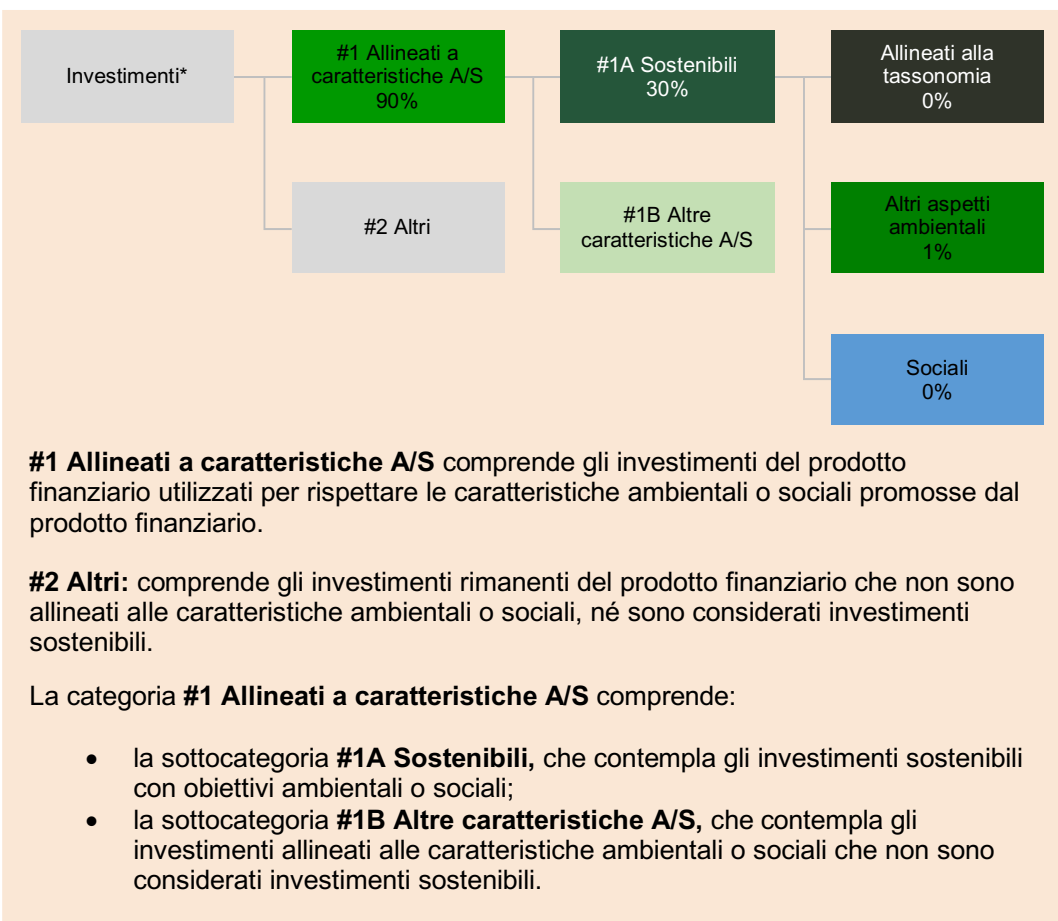 Investimenti*
#1 Allineati a
caratteristiche A/S
90%
#1A Sostenibili
30%
Allineati alla
tassonomia
0%
#2 Altri
#1B Altre
caratteristiche A/S
Altri aspetti
ambientali
1%
Sociali
0%
#1 Allineati a caratteristiche A/S comprende gli investimenti del prodotto
finanziario utilizzati per rispettare le caratteristiche ambientali o sociali promosse dal
prodotto finanziario.
#2 Altri: comprende gli investimenti rimanenti del prodotto finanziario che non sono
allineati alle caratteristiche ambientali o sociali, né sono considerati investimenti
sostenibili.
La categoria #1 Allineati a caratteristiche A/S comprende:
• la sottocategoria #1A Sostenibili, che contempla gli investimenti sostenibili
con obiettivi ambientali o sociali;
• la sottocategoria #1B Altre caratteristiche A/S, che contempla gli
investimenti allineati alle caratteristiche ambientali o sociali che non sono
considerati investimenti sostenibili.